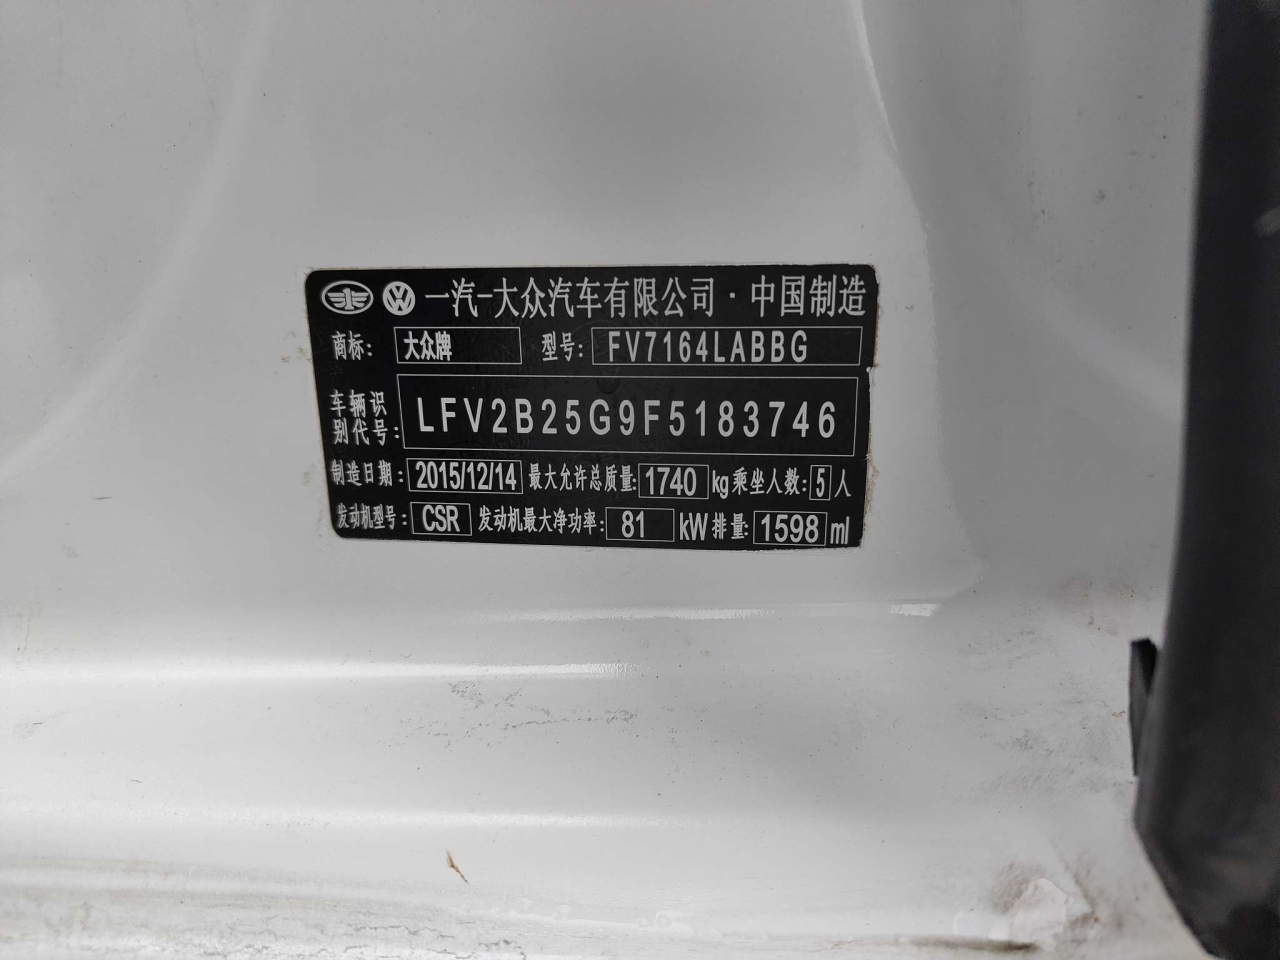 一汽-大众汽车有限公司·中国制造
商标: 大众牌 型号: FV7164LABBG
车辆识别代号: LFV2B25G9F5183746
制造日期: 2015/12/14 最大允许总质量: 1740 kg 乘坐人数: 5 人
发动机型号: CSR 发动机最大净功率: 81 kW 排量: 1598 ml